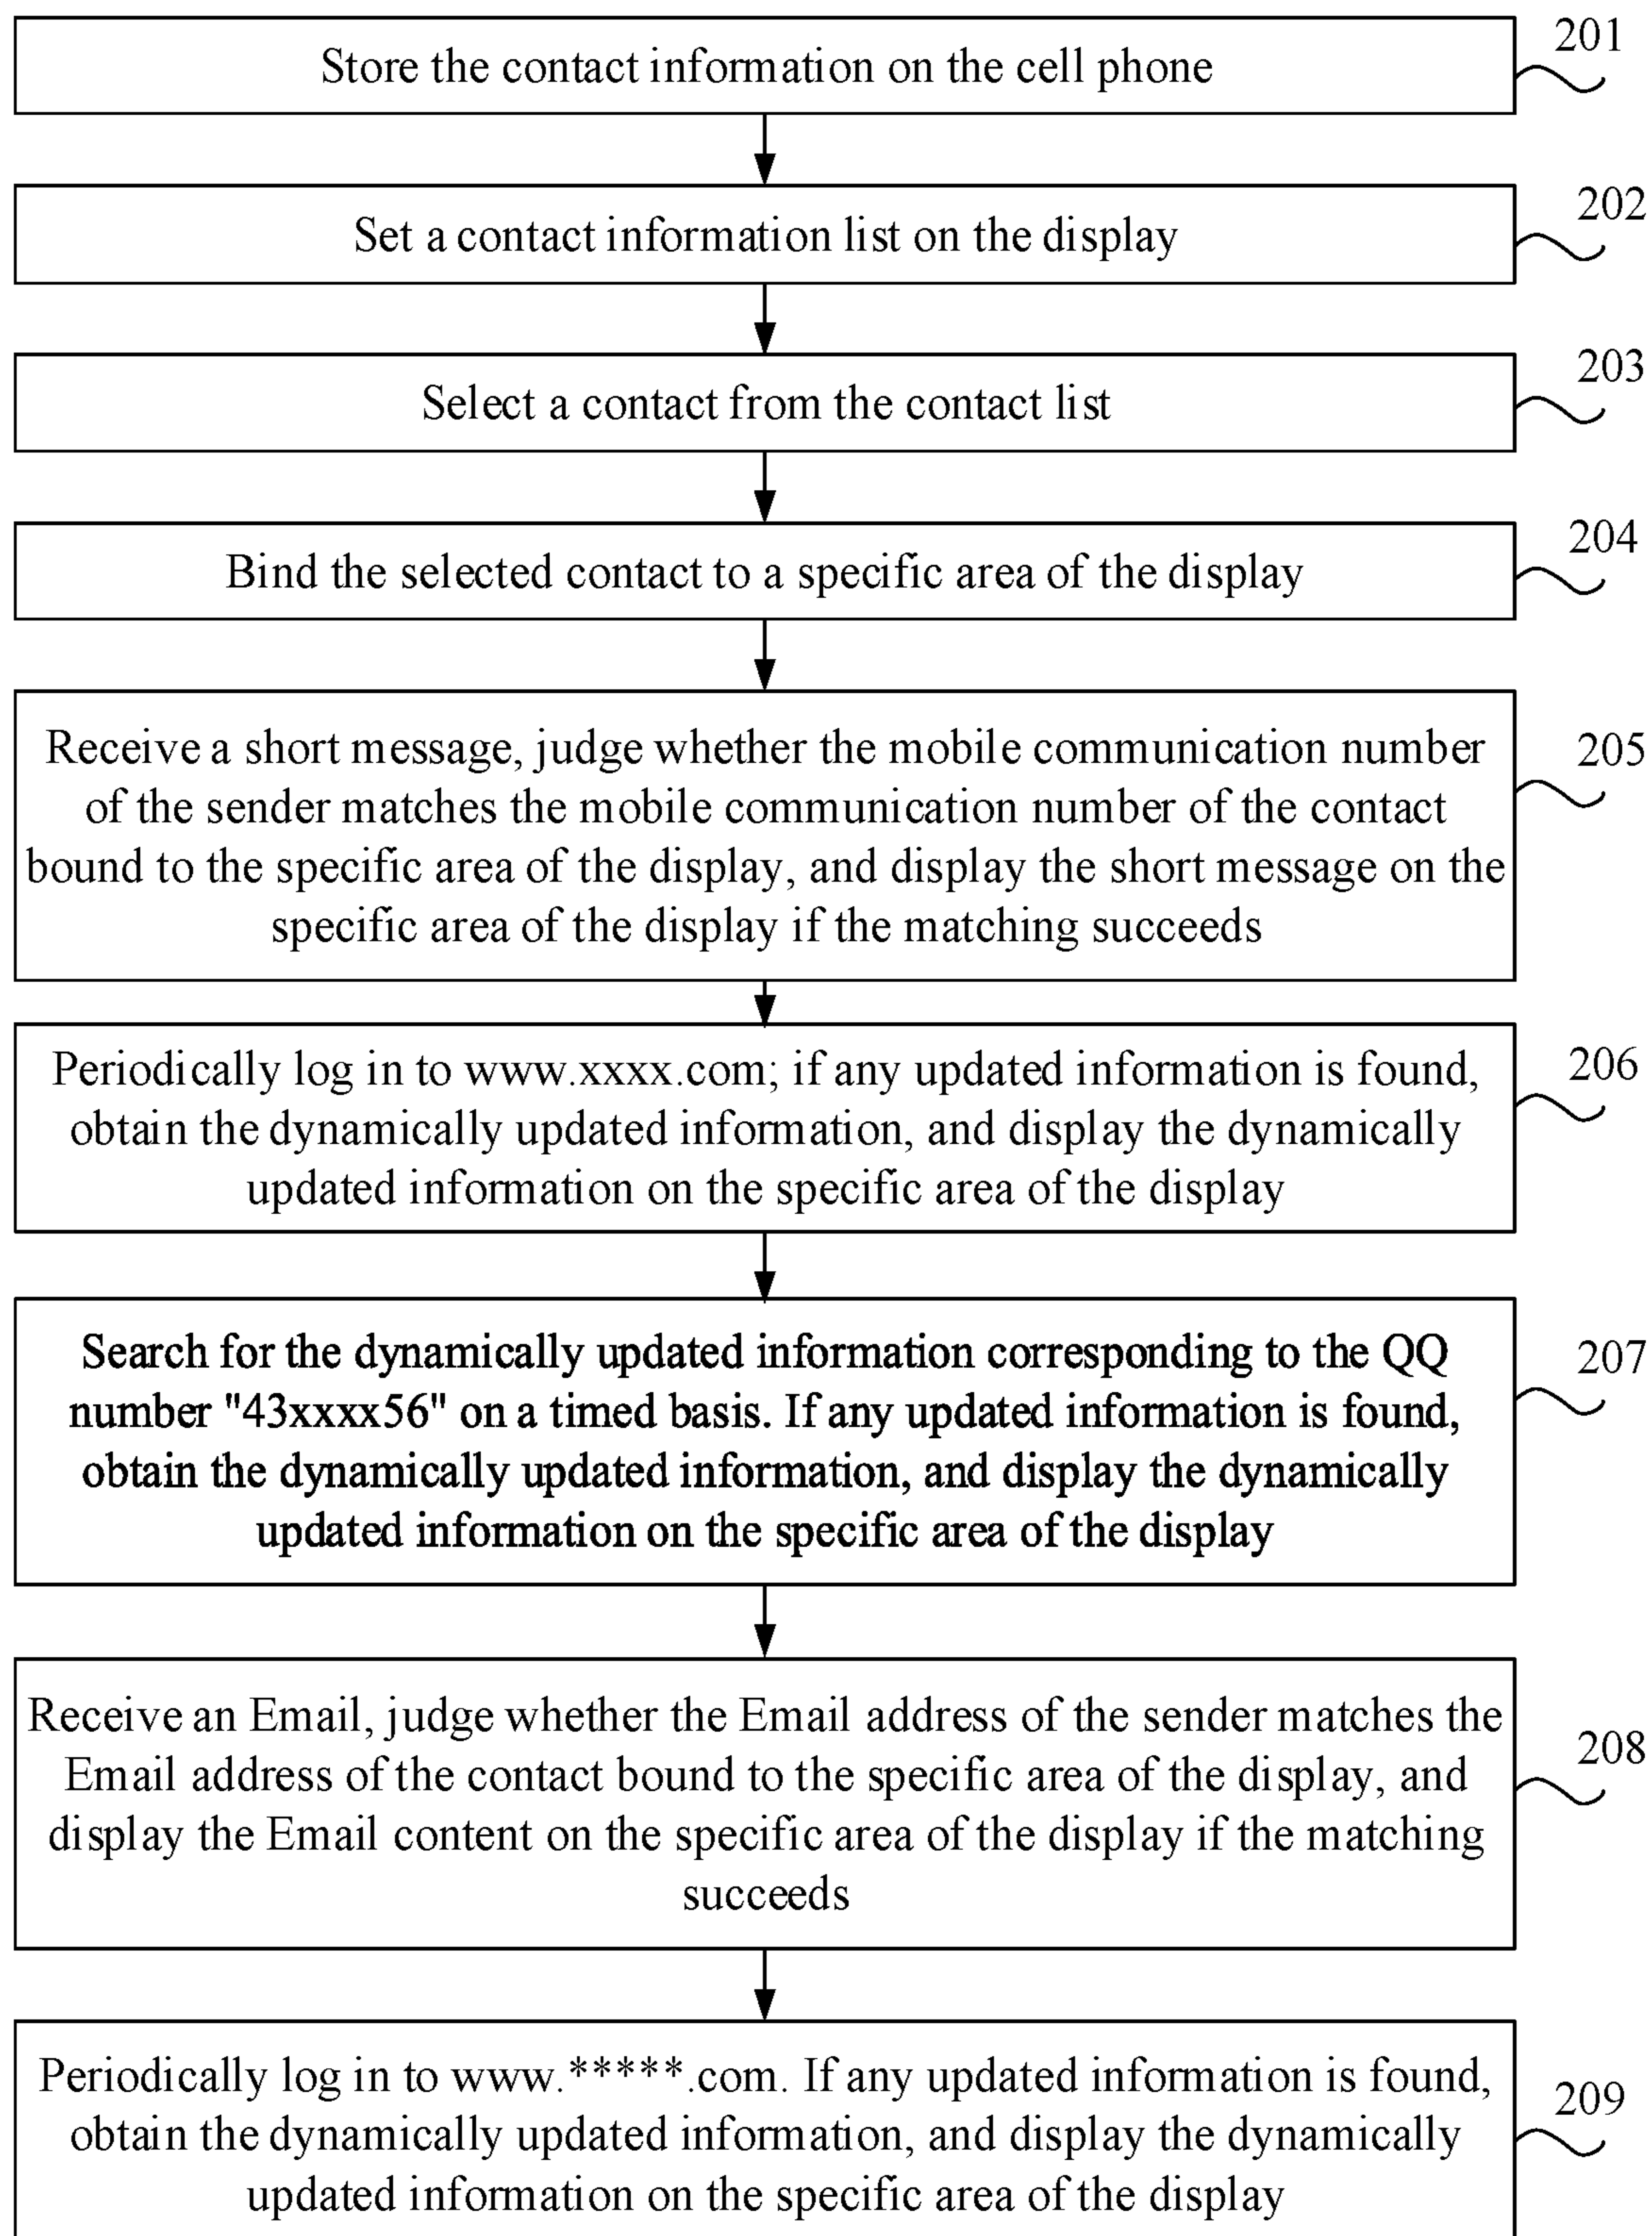 Store the contact information on the cell phone
201
Set a contact information list on the display
202
Select a contact from the contact list
203
Bind the selected contact to a specific area of the display
204
Receive a short message, judge whether the mobile communication number
of the sender matches the mobile communication number of the contact
bound to the specific area of the display, and display the short message on the
specific area of the display if the matching succeeds
205
Periodically log in to www.xxxx.com; if any updated information is found,
obtain the dynamically updated information, and display the dynamically
updated information on the specific area of the display
206
Search for the dynamically updated information corresponding to the QQ
number "43xxxx56" on a timed basis. If any updated information is found,
obtain the dynamically updated information, and display the dynamically
updated information on the specific area of the display
207
Receive an Email, judge whether the Email address of the sender matches the
Email address of the contact bound to the specific area of the display, and
display the Email content on the specific area of the display if the matching
succeeds
208
Periodically log in to www.*****.com. If any updated information is found,
obtain the dynamically updated information, and display the dynamically
updated information on the specific area of the display
209